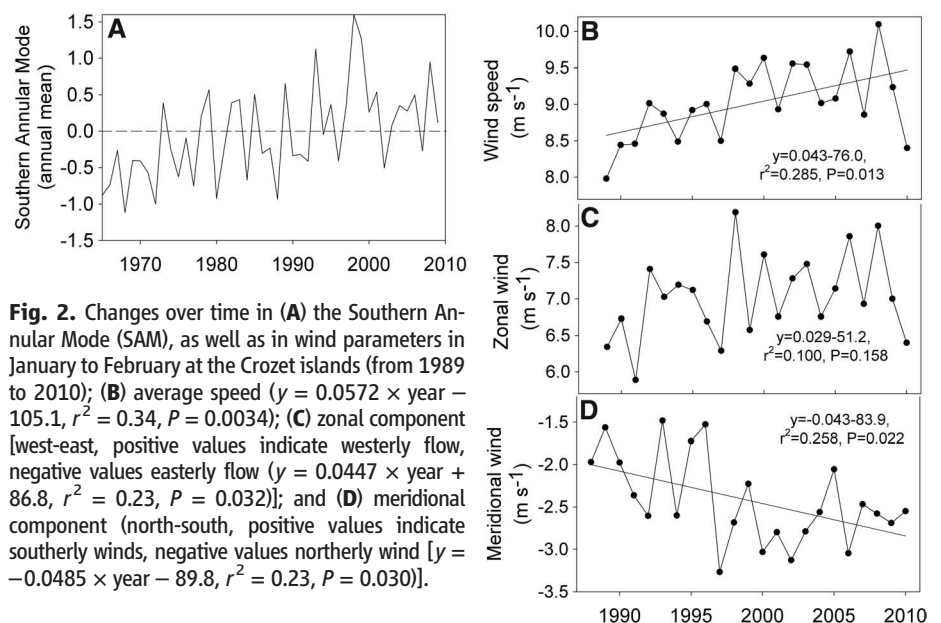 A
1.5
1.0
0.5
0.0
-0.5
-1.0
-1.5
Southern Annular Mode
(annual mean)
1970 1980 1990 2000 2010
Fig. 2. Changes over time in (A) the Southern An-
nular Mode (SAM), as well as in wind parameters in
January to February at the Crozet islands (from 1989
to 2010); (B) average speed (y = 0.0572 × year −
105.1, r² = 0.34, P = 0.0034); (C) zonal component
[west-east, positive values indicate westerly flow,
negative values easterly flow (y = 0.0447 × year +
86.8, r² = 0.23, P = 0.032)]; and (D) meridional
component (north-south, positive values indicate
southerly winds, negative values northerly wind [y =
−0.0485 × year − 89.8, r² = 0.23, P = 0.030)].
B
10.0
9.5
9.0
8.5
8.0
Wind speed
(m s⁻¹)
y=0.043-76.0,
r²=0.285, P=0.013
C
8.0
7.0
6.0
Zonal wind
(m s⁻¹)
y=0.029-51.2,
r²=0.100, P=0.158
D
-1.5
-2.0
-2.5
-3.0
-3.5
Meridional wind
(m s⁻¹)
y=-0.043-83.9,
r²=0.258, P=0.022
1990 1995 2000 2005 2010